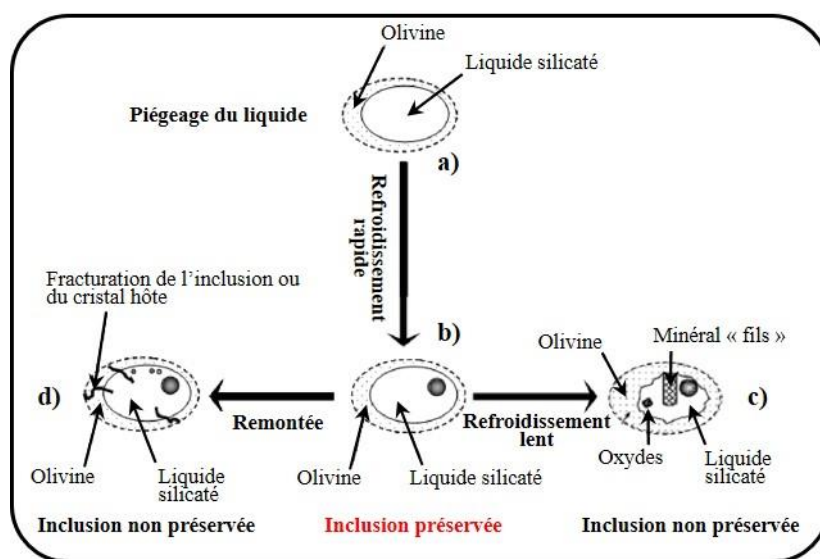 Olivine
Liquide silicaté
Piégeage du liquide
a)
Refroidissement
rapide
Fracturation de l’inclusion ou
du cristal hôte
b)
Olivine
Minéral « fils »
d)
c)
Remontée
Refroidissement
lent
Olivine
Liquide
silicaté
Olivine
Liquide silicaté
Oxydes
Liquide
silicaté
Inclusion non préservée
Inclusion préservée
Inclusion non préservée